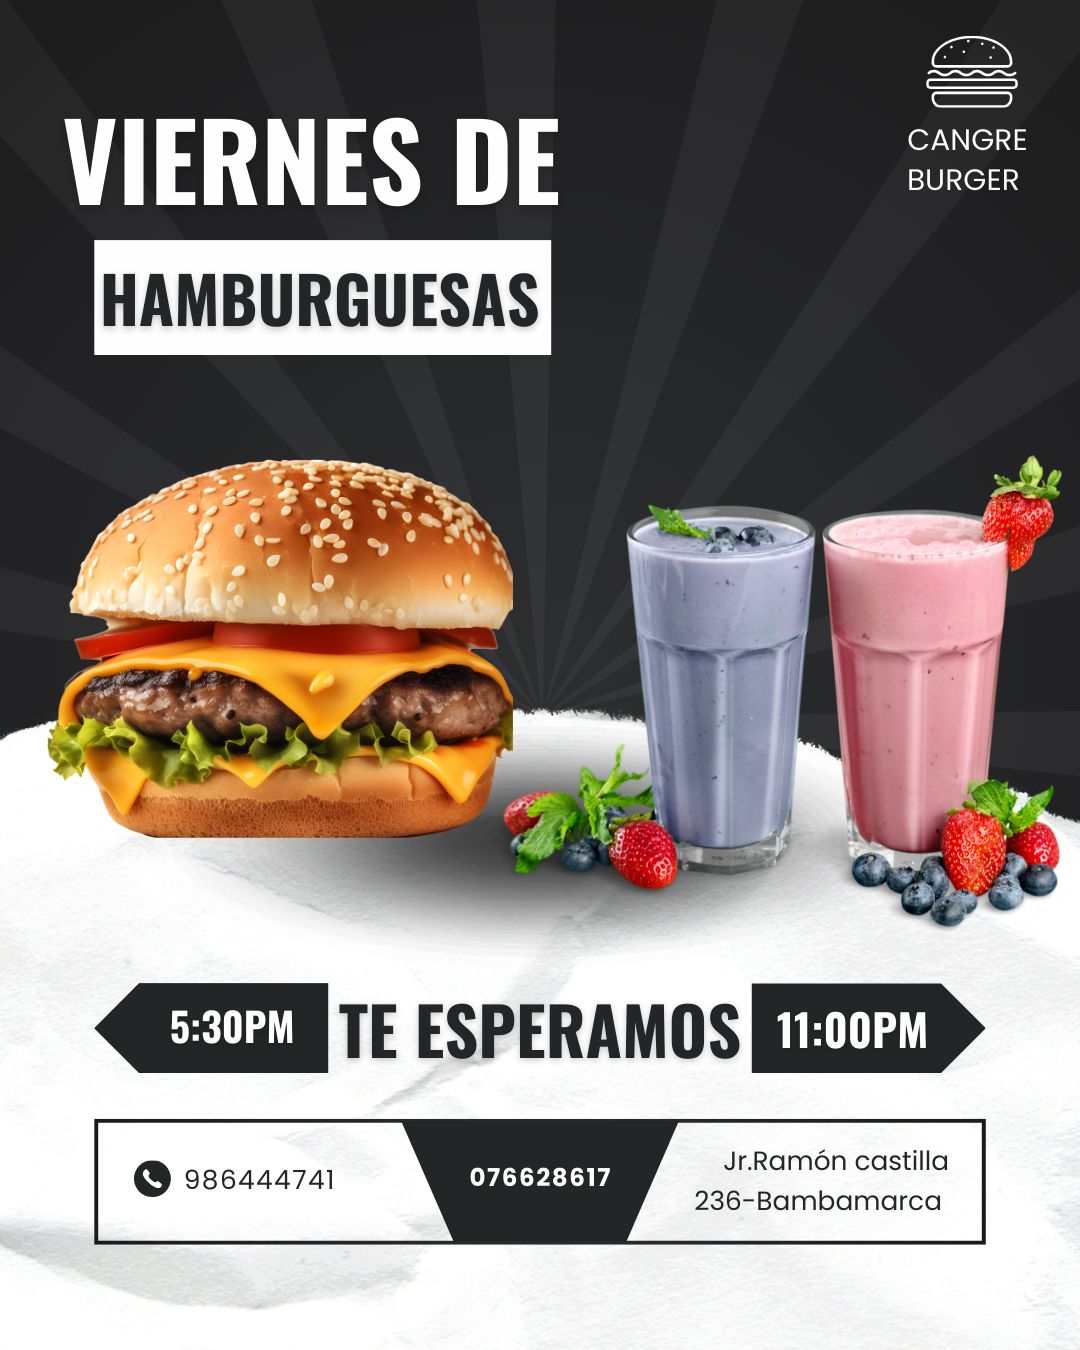 CANGRE
BURGER
VIERNES DE
HAMBURGUESAS
5:30PM
TE ESPERAMOS
11:00PM
986444741
076628617
Jr.Ramón castilla
236-Bambamarca